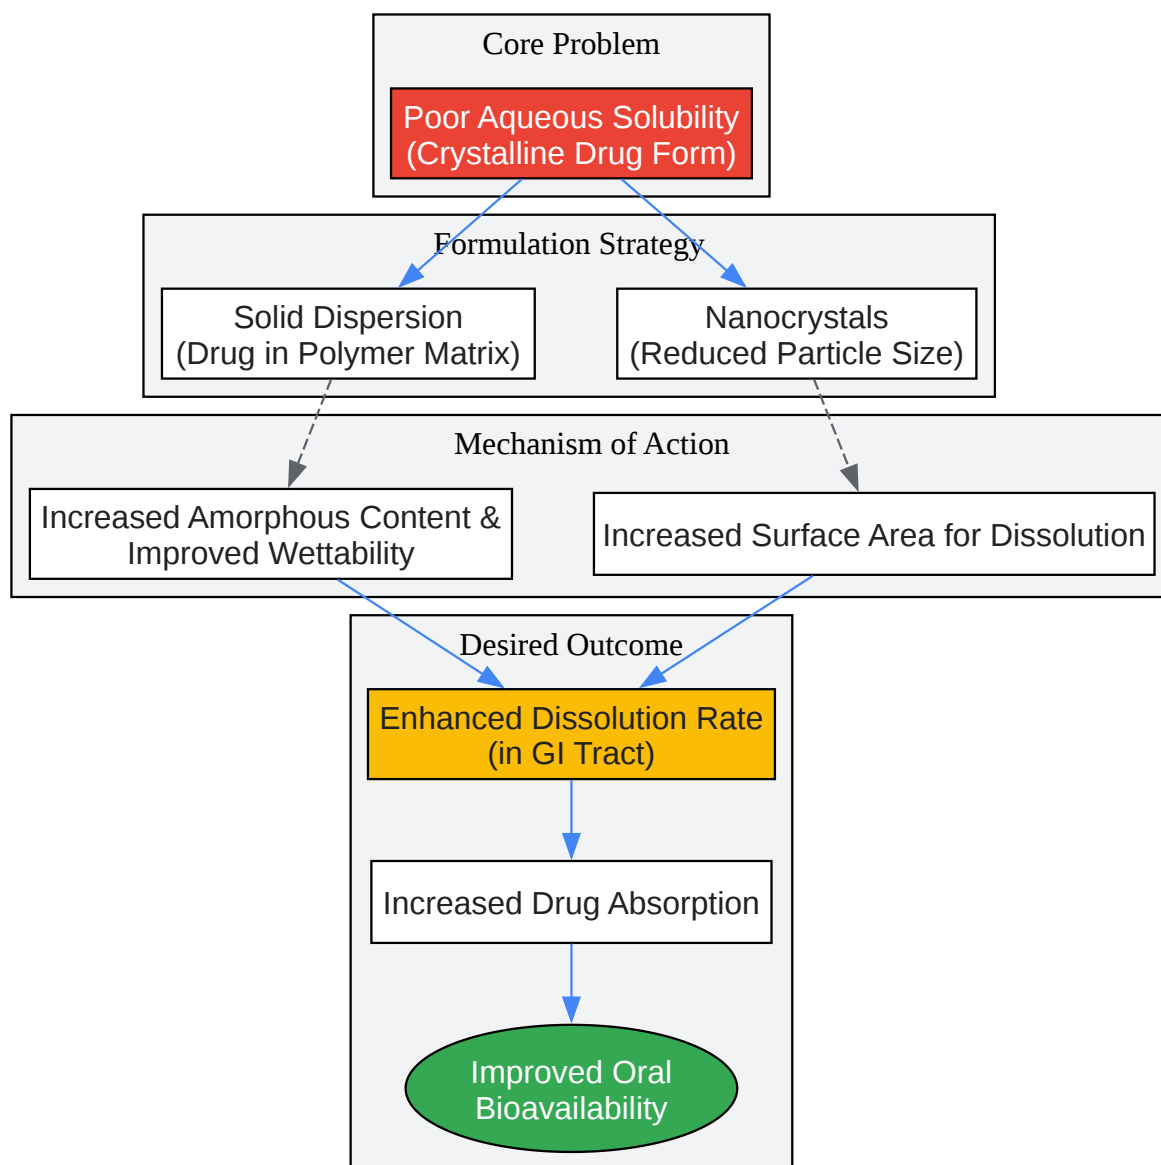 Core Problem
Poor Aqueous Solubility
(Crystalline Drug Form)
Formulation Strategy
Solid Dispersion
(Drug in Polymer Matrix)
Nanocrystals
(Reduced Particle Size)
Mechanism of Action
Increased Amorphous Content &
Improved Wettability
Increased Surface Area for Dissolution
Desired Outcome
Enhanced Dissolution Rate
(in GI Tract)
Increased Drug Absorption
Improved Oral
Bioavailability